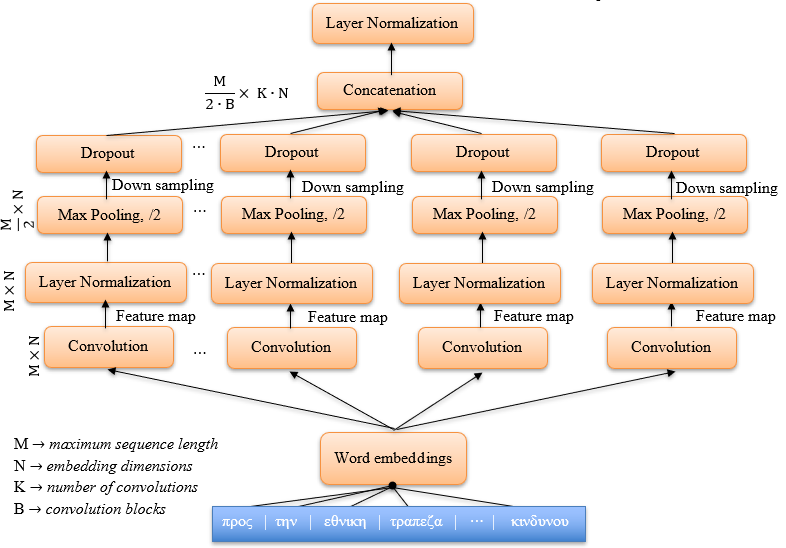 Layer Normalization
M
2 · B
× K · N
Concatenation
Dropout ... Dropout Dropout Dropout
Down sampling Down sampling Down sampling Down sampling
M
2
× N
Max Pooling, /2 ... Max Pooling, /2 Max Pooling, /2 Max Pooling, /2
M × N
Layer Normalization ... Layer Normalization Layer Normalization Layer Normalization
Feature map Feature map Feature map Feature map
M × N
Convolution ... Convolution Convolution Convolution
Word embeddings
M → maximum sequence length
N → embedding dimensions
K → number of convolutions
B → convolution blocks
προς | την | εθνικη | τραπεζα | ... | κινδυνου